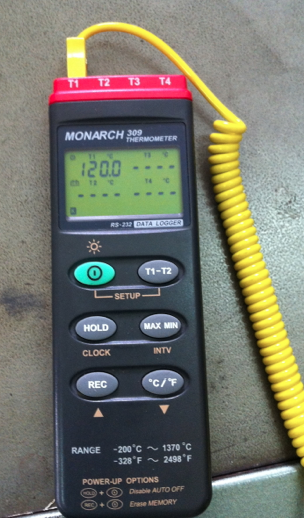 T1 T2 T3 T4
MONARCH 309
THERMOMETER
T1 °C T3 °C
120.0 ----
T2 °C T4 °C
---- ----
RS-232 DATA LOGGER
T1-T2
SETUP
HOLD MAX MIN
CLOCK INTV
REC °C/°F
RANGE -200°C ~ 1370°C
-328°F ~ 2498°F
POWER-UP OPTIONS
HOLD + Disable AUTO OFF
REC + Erase MEMORY